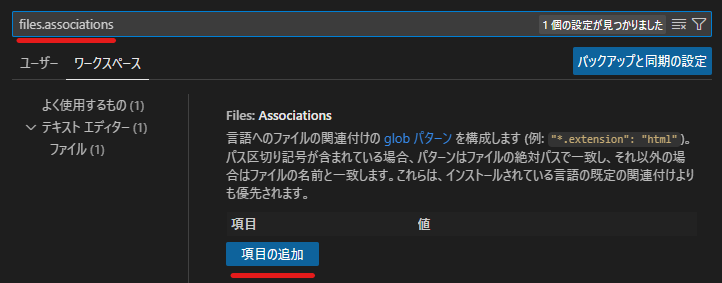 files.associations
1 個の設定が見つかりました
ユーザー ワークスペース
バックアップと同期の設定
よく使用するもの (1)
テキスト エディター (1)
ファイル (1)
Files: Associations
言語へのファイルの関連付けの glob パターン を構成します (例: "*.extension": "html")。
パス区切り記号が含まれている場合、パターンはファイルの絶対パスで一致し、それ以外の場
合はファイルの名前と一致します。これらは、インストールされている言語の既定の関連付けより
も優先されます。
項目 値
項目の追加